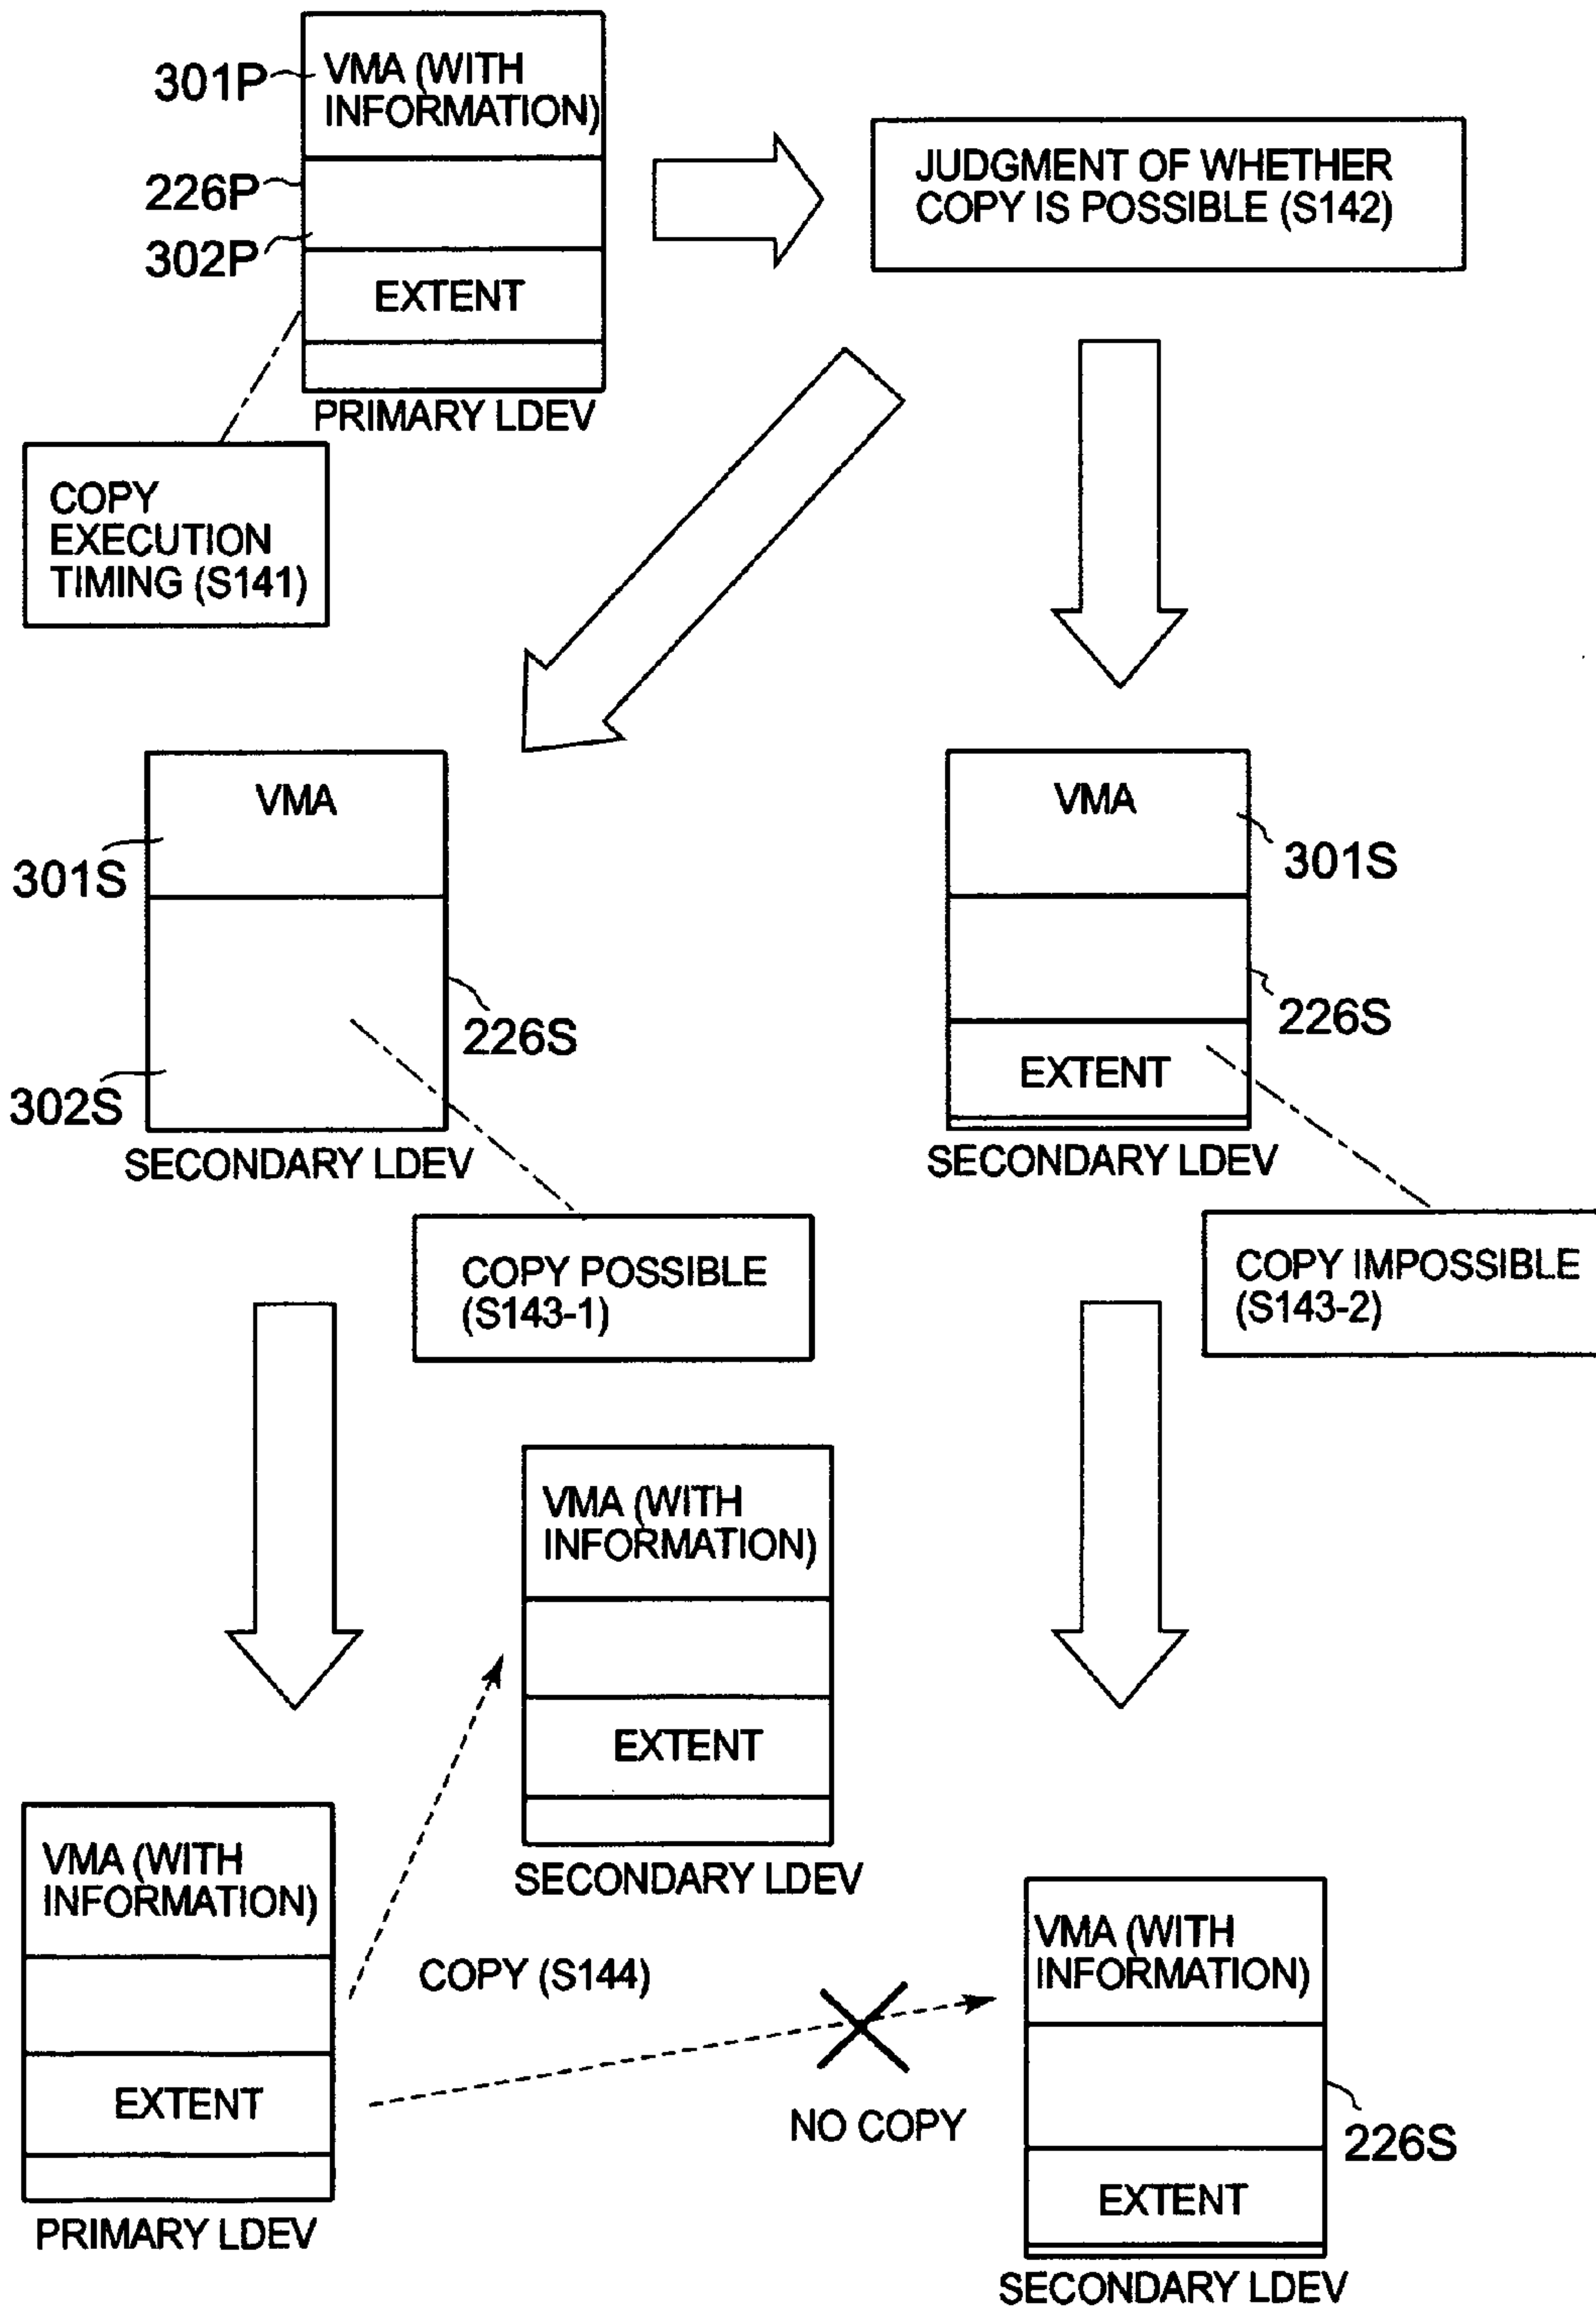 301P
VMA (WITH
INFORMATION)
226P
302P
EXTENT
PRIMARY LDEV
JUDGMENT OF WHETHER
COPY IS POSSIBLE (S142)
COPY
EXECUTION
TIMING (S141)
VMA
301S
226S
302S
SECONDARY LDEV
VMA
301S
226S
EXTENT
SECONDARY LDEV
COPY POSSIBLE
(S143-1)
COPY IMPOSSIBLE
(S143-2)
VMA (WITH
INFORMATION)
EXTENT
SECONDARY LDEV
VMA (WITH
INFORMATION)
EXTENT
PRIMARY LDEV
COPY (S144)
NO COPY
VMA (WITH
INFORMATION)
226S
EXTENT
SECONDARY LDEV